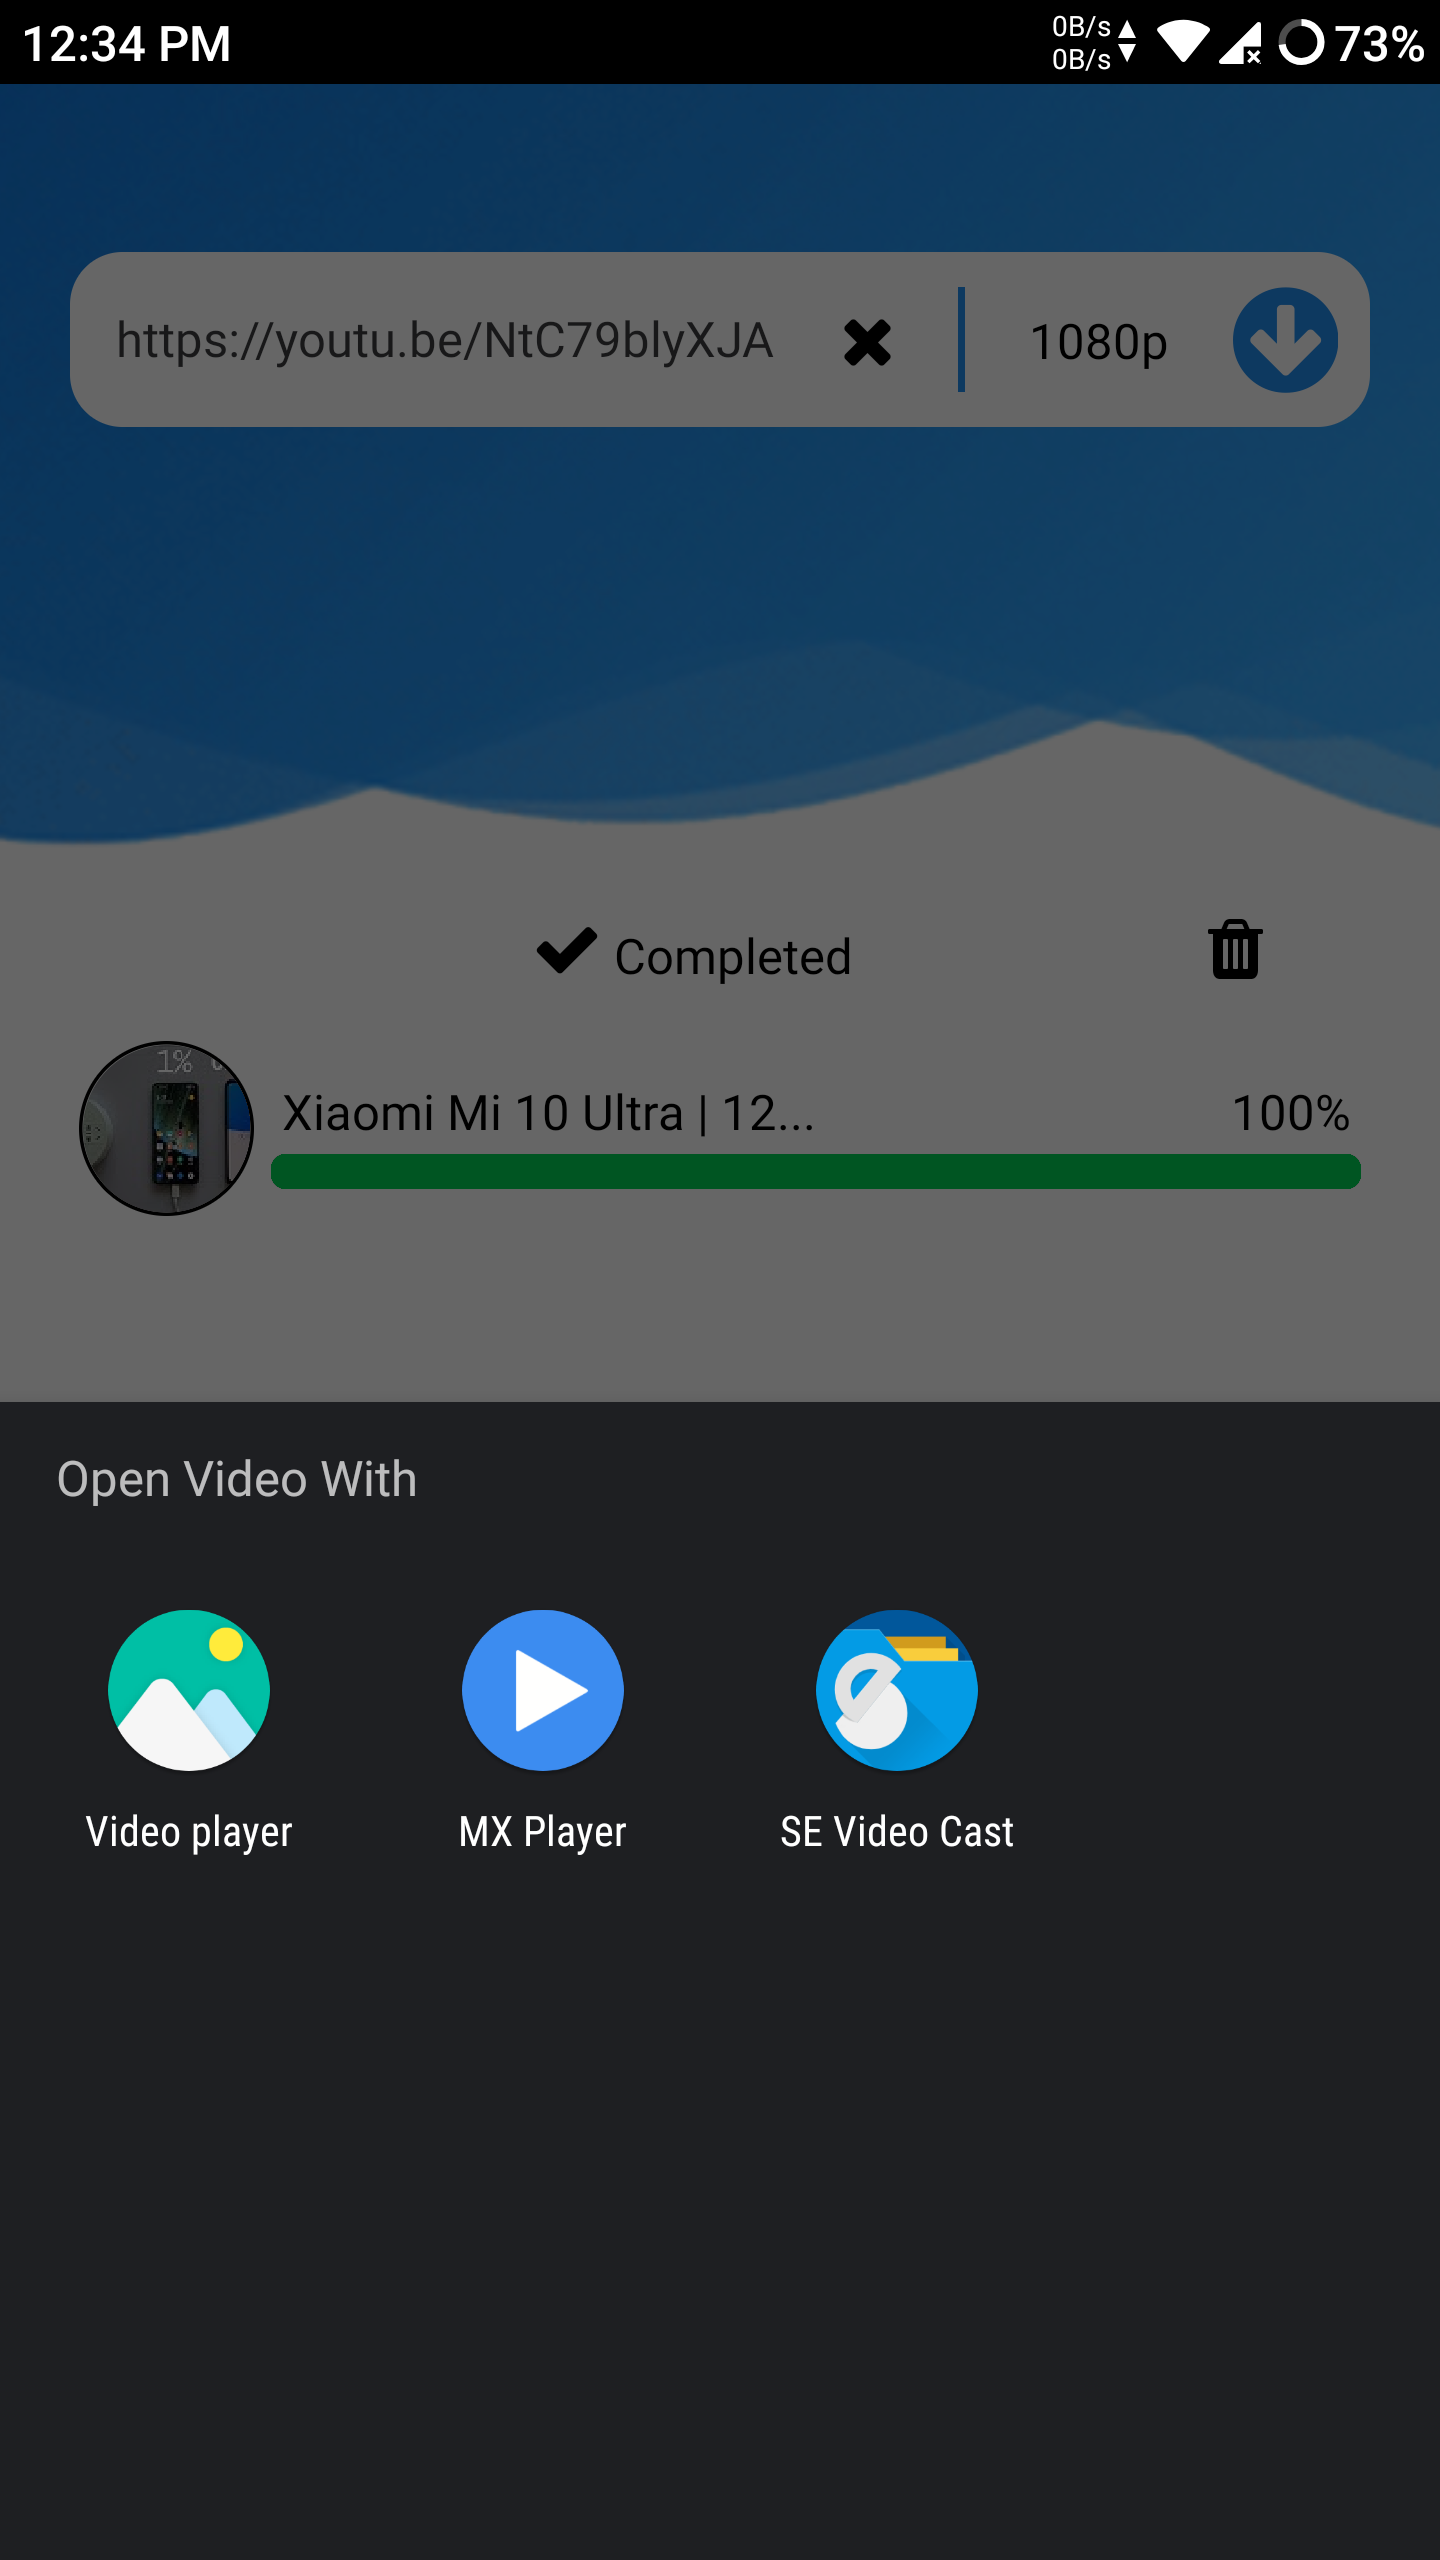 12:34 PM
0B/s
0B/s
73%
https://youtu.be/NtC79blyXJA
1080p
Completed
1%
Xiaomi Mi 10 Ultra | 12...
100%
Open Video With
Video player
MX Player
SE Video Cast